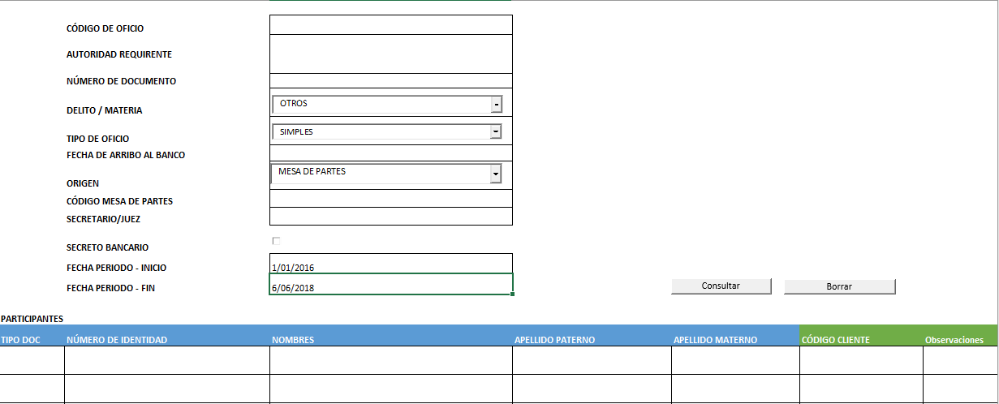 CÓDIGO DE OFICIO
AUTORIDAD REQUIRENTE
NÚMERO DE DOCUMENTO
DELITO / MATERIA OTROS
TIPO DE OFICIO SIMPLES
FECHA DE ARRIBO AL BANCO
ORIGEN MESA DE PARTES
CÓDIGO MESA DE PARTES
SECRETARIO/JUEZ
SECRETO BANCARIO
FECHA PERIODO - INICIO 1/01/2016
FECHA PERIODO - FIN 6/06/2018 Consultar Borrar
PARTICIPANTES
TIPO DOC NÚMERO DE IDENTIDAD NOMBRES APELLIDO PATERNO APELLIDO MATERNO CÓDIGO CLIENTE Observaciones